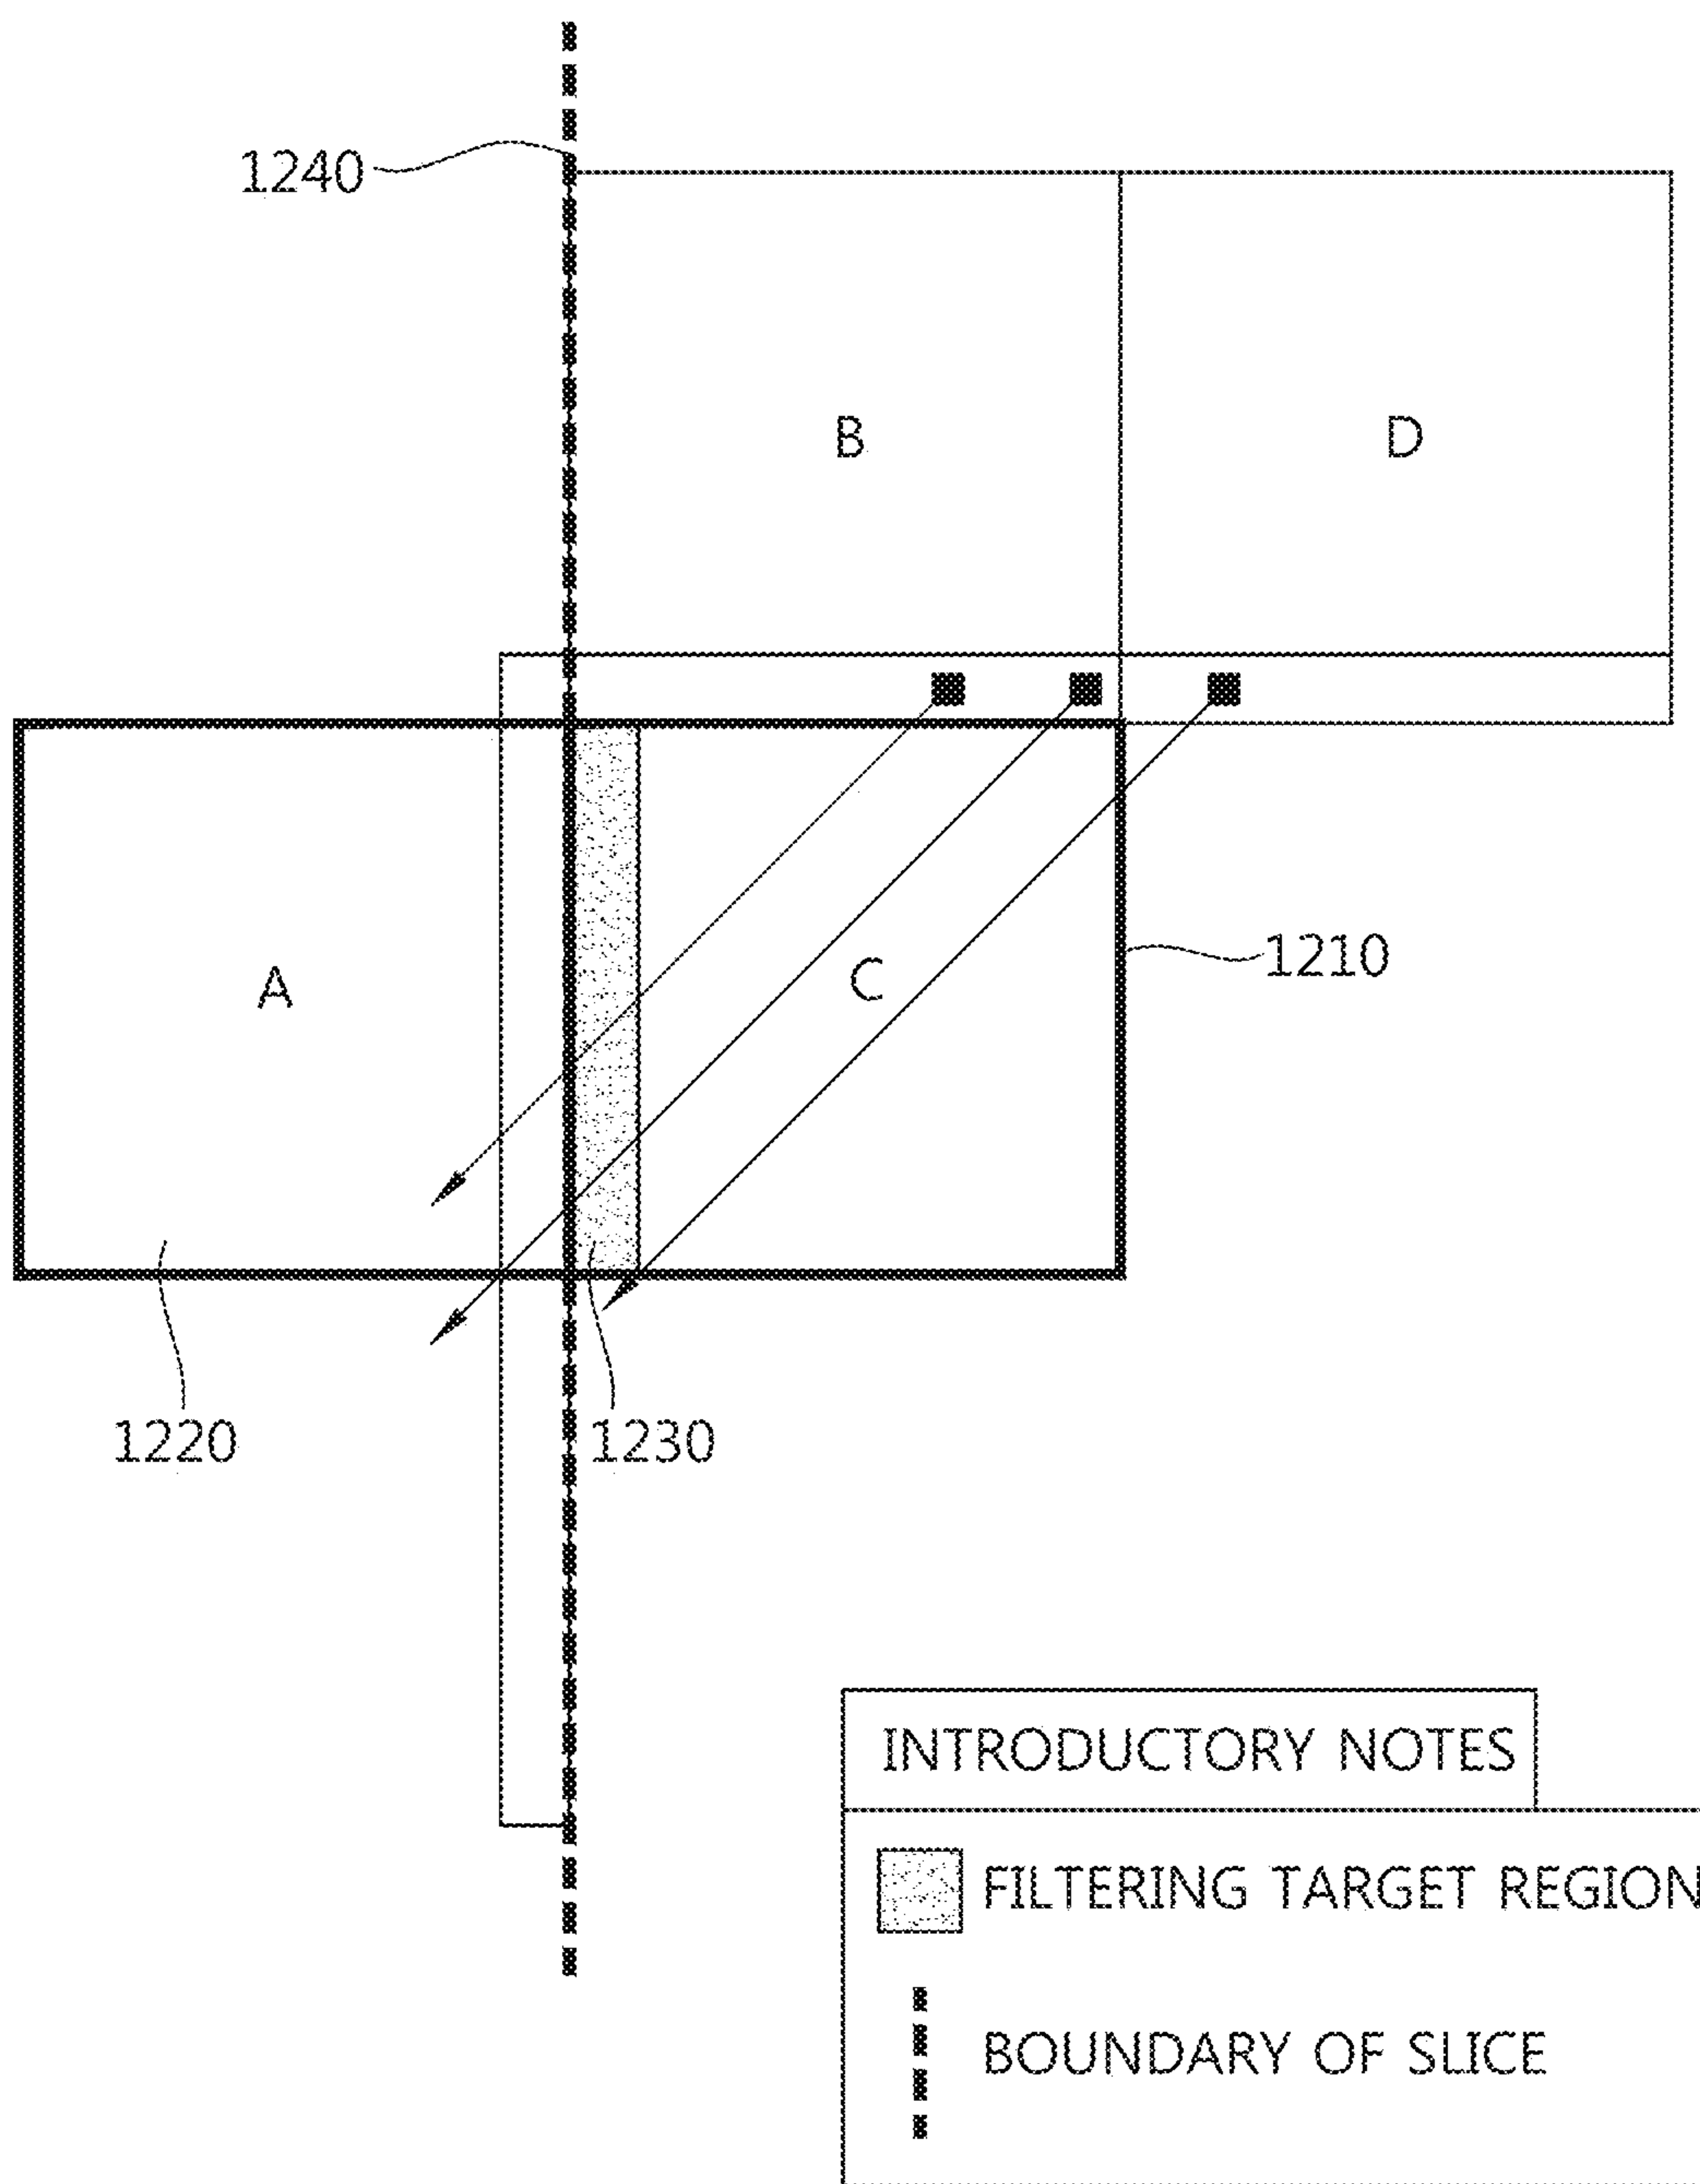 1240
B
D
A
C
1210
1220
1230
INTRODUCTORY NOTES
FILTERING TARGET REGION
BOUNDARY OF SLICE